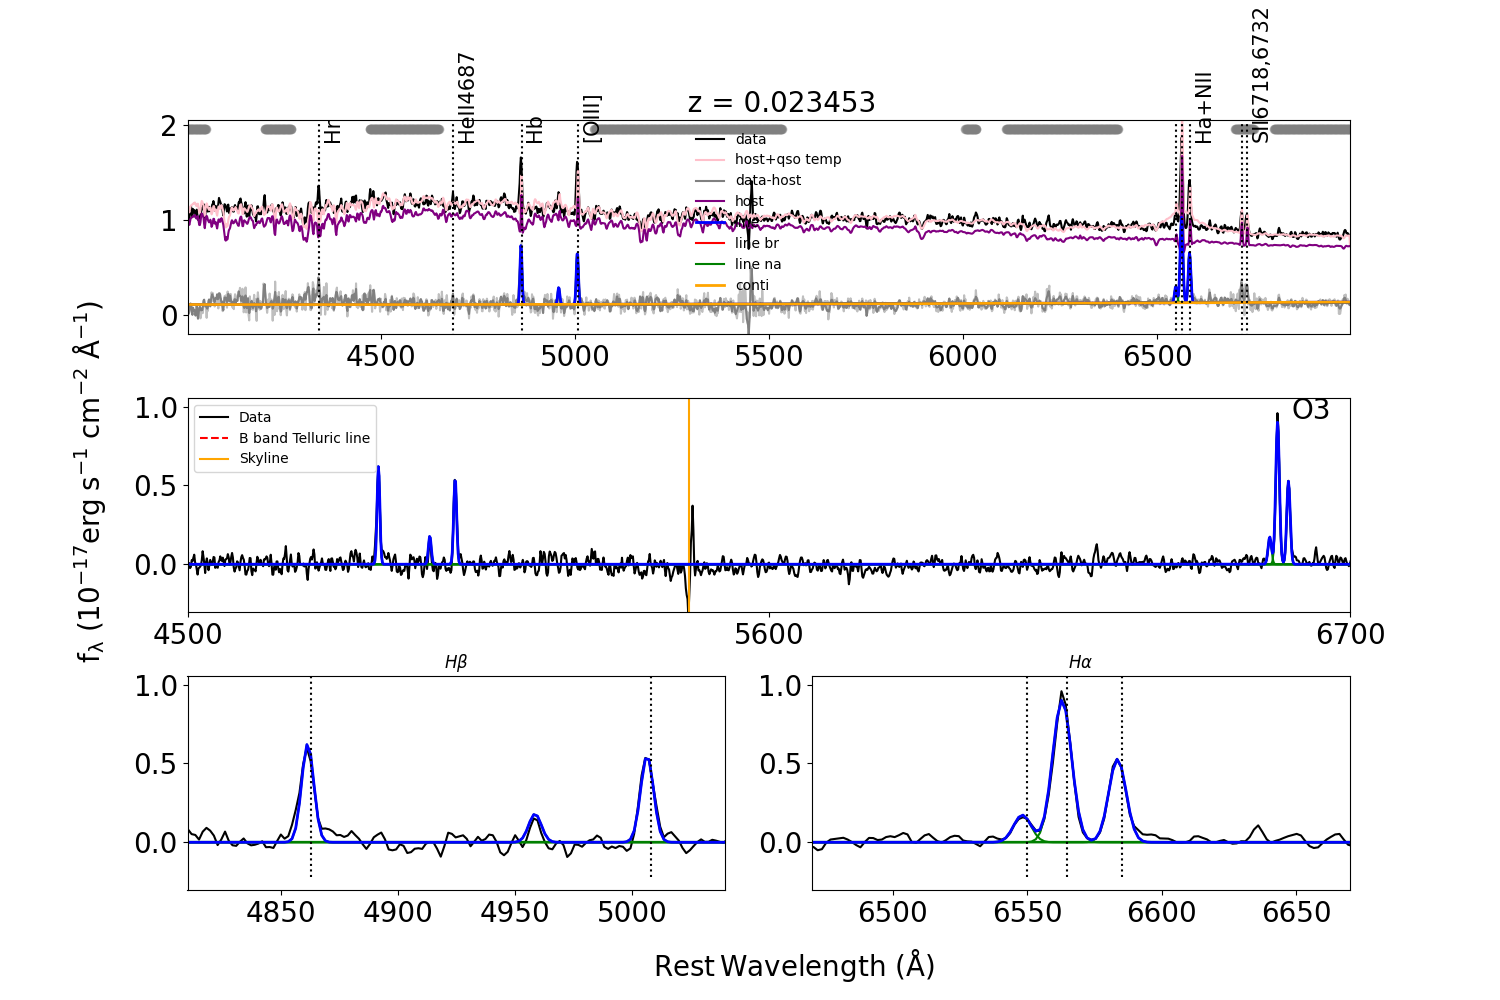 z = 0.023453
Hr
HeII4687
Hb
[OIII]
Ha+NII
SII6718,6732
data
host+qso temp
data-host
host
line br
line na
conti
2
1
0
4500
5000
5500
6000
6500
fλ (10−17erg s−1 cm−2 Å−1)
Data
B band Telluric line
Skyline
O3
1.0
0.5
0.0
4500
5600
6700
Hβ
1.0
0.5
0.0
4850
4900
4950
5000
Hα
1.0
0.5
0.0
6500
6550
6600
6650
Rest Wavelength (Å)